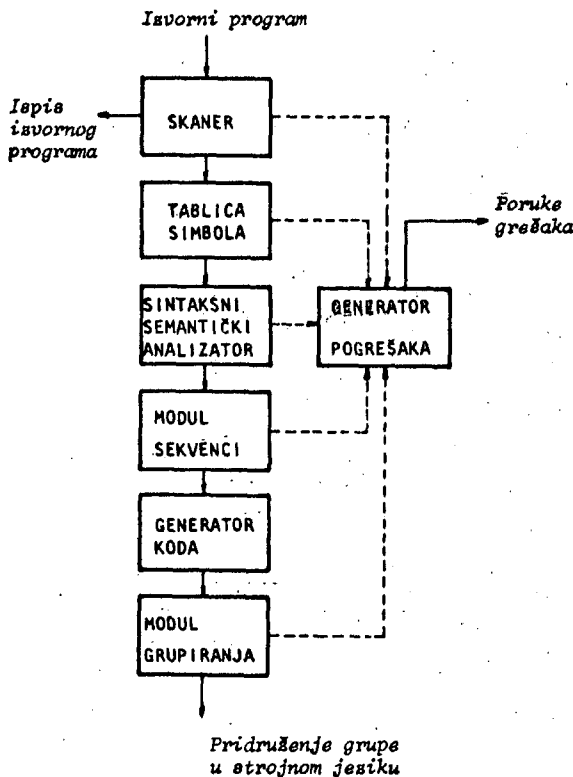 Izvorni program
Ispis
izvornog
programa
SKANER
TABLICA
SIMBOLA
Poruke
grešaka
SINTAKSNI
SEMANTIČKI
ANALIZATOR
GENERATOR
POGREŠAKA
MODUL
SEKVENCI
GENERATOR
KODA
MODUL
GRUPIRANJA
Pridruženje grupe
u strojnom jeziku